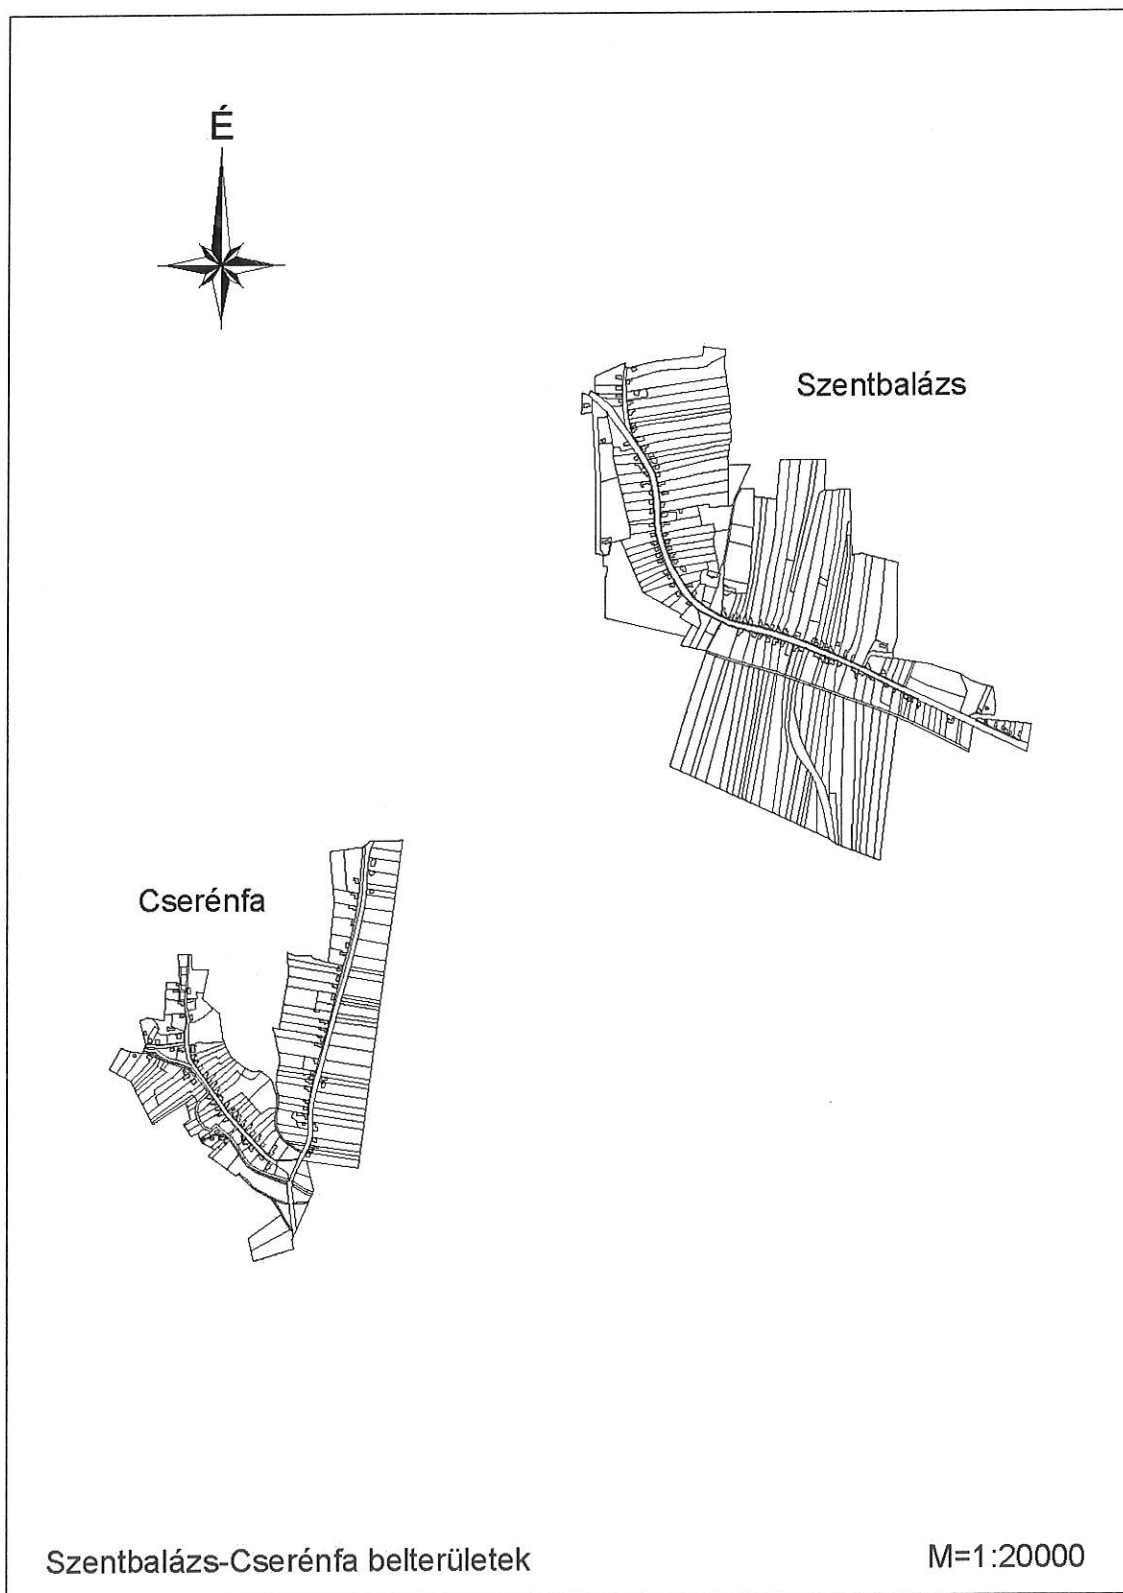 É
Szentbalázs
Cserénfa
Szentbalázs-Cserénfa belterületek
M=1:20000